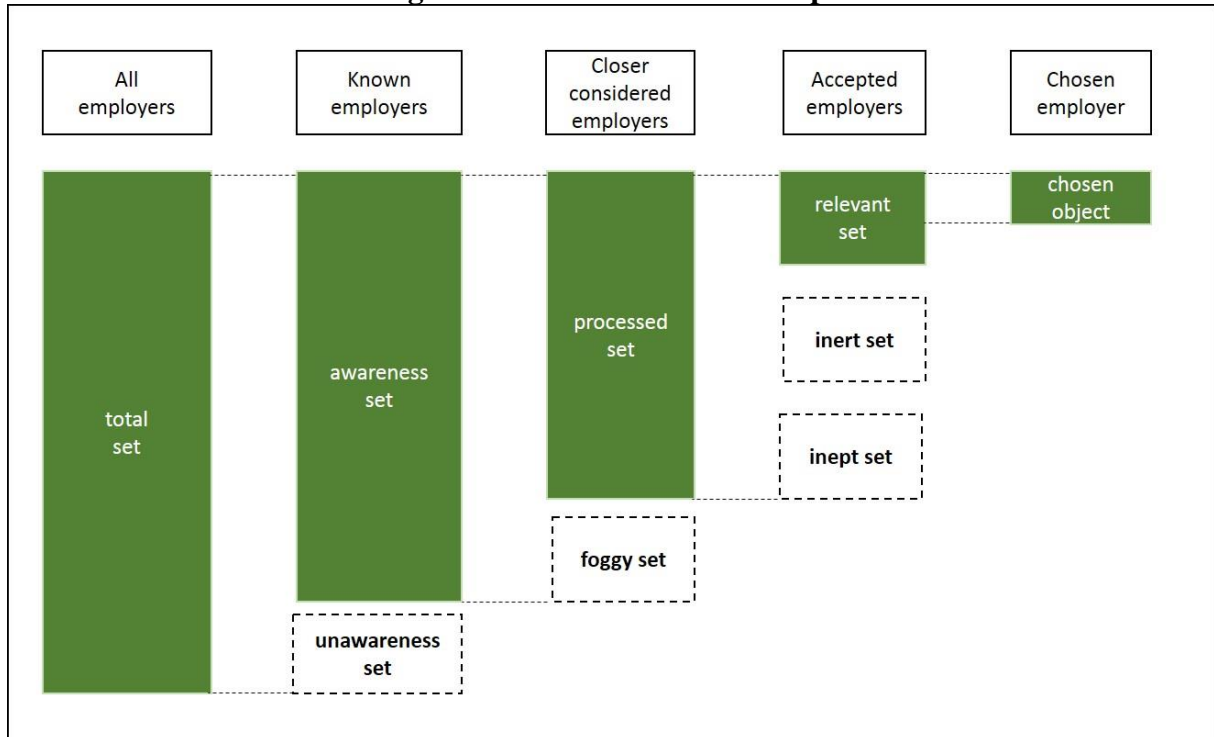 All
employers
Known
employers
Closer
considered
employers
Accepted
employers
Chosen
employer
total
set
awareness
set
unawareness
set
processed
set
foggy set
relevant
set
inert set
inept set
chosen
object